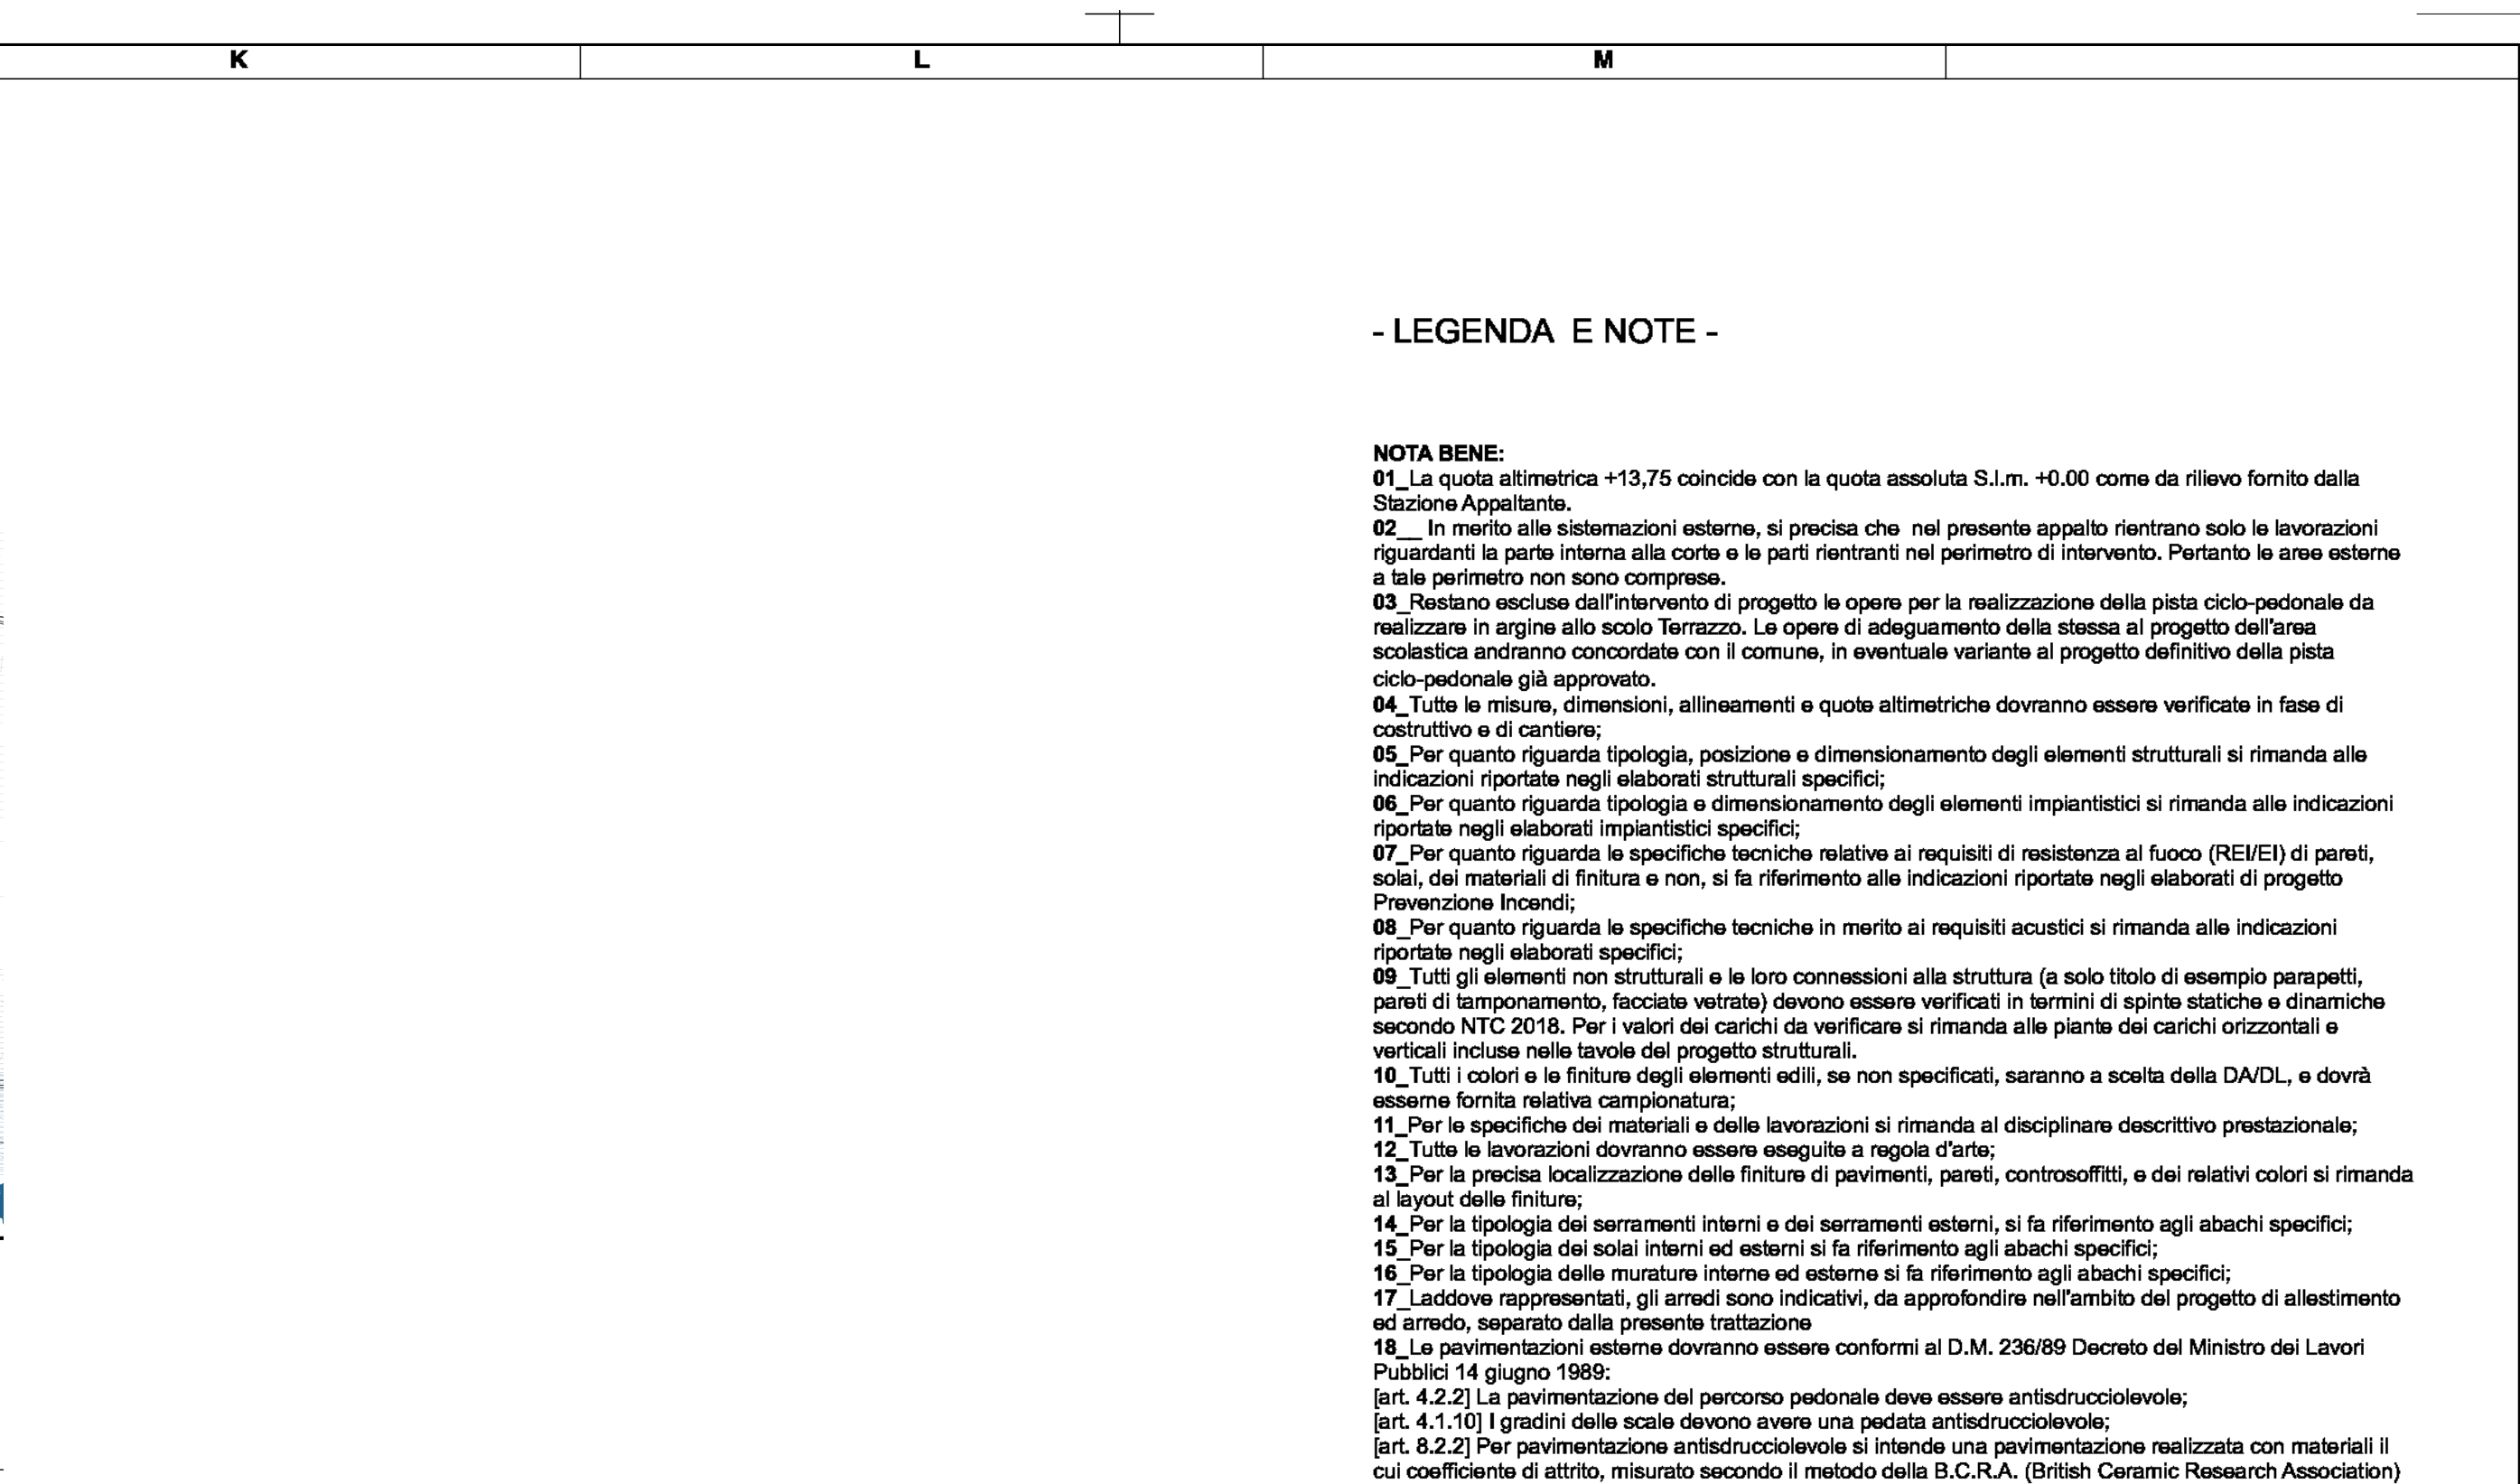 K L M
- LEGENDA  E NOTE -
NOTA BENE:
01_La quota altimetrica +13,75 coincide con la quota assoluta S.l.m. +0.00 come da rilievo fornito dalla
Stazione Appaltante.
02__ In merito alle sistemazioni esterne, si precisa che  nel presente appalto rientrano solo le lavorazioni
riguardanti la parte interna alla corte e le parti rientranti nel perimetro di intervento. Pertanto le aree esterne
a tale perimetro non sono comprese.
03_Restano escluse dall'intervento di progetto le opere per la realizzazione della pista ciclo-pedonale da
realizzare in argine allo scolo Terrazzo. Le opere di adeguamento della stessa al progetto dell'area
scolastica andranno concordate con il comune, in eventuale variante al progetto definitivo della pista
ciclo-pedonale già approvato.
04_Tutte le misure, dimensioni, allineamenti e quote altimetriche dovranno essere verificate in fase di
costruttivo e di cantiere;
05_Per quanto riguarda tipologia, posizione e dimensionamento degli elementi strutturali si rimanda alle
indicazioni riportate negli elaborati strutturali specifici;
06_Per quanto riguarda tipologia e dimensionamento degli elementi impiantistici si rimanda alle indicazioni
riportate negli elaborati impiantistici specifici;
07_Per quanto riguarda le specifiche tecniche relative ai requisiti di resistenza al fuoco (REI/EI) di pareti,
solai, dei materiali di finitura e non, si fa riferimento alle indicazioni riportate negli elaborati di progetto
Prevenzione Incendi;
08_Per quanto riguarda le specifiche tecniche in merito ai requisiti acustici si rimanda alle indicazioni
riportate negli elaborati specifici;
09_Tutti gli elementi non strutturali e le loro connessioni alla struttura (a solo titolo di esempio parapetti,
pareti di tamponamento, facciate vetrate) devono essere verificati in termini di spinte statiche e dinamiche
secondo NTC 2018. Per i valori dei carichi da verificare si rimanda alle piante dei carichi orizzontali e
verticali incluse nelle tavole del progetto strutturali.
10_Tutti i colori e le finiture degli elementi edili, se non specificati, saranno a scelta della DA/DL, e dovrà
esserne fornita relativa campionatura;
11_Per le specifiche dei materiali e delle lavorazioni si rimanda al disciplinare descrittivo prestazionale;
12_Tutte le lavorazioni dovranno essere eseguite a regola d'arte;
13_Per la precisa localizzazione delle finiture di pavimenti, pareti, controsoffitti, e dei relativi colori si rimanda
al layout delle finiture;
14_Per la tipologia dei serramenti interni e dei serramenti esterni, si fa riferimento agli abachi specifici;
15_Per la tipologia dei solai interni ed esterni si fa riferimento agli abachi specifici;
16_Per la tipologia delle murature interne ed esterne si fa riferimento agli abachi specifici;
17_Laddove rappresentati, gli arredi sono indicativi, da approfondire nell'ambito del progetto di allestimento
ed arredo, separato dalla presente trattazione
18_Le pavimentazioni esterne dovranno essere conformi al D.M. 236/89 Decreto del Ministro dei Lavori
Pubblici 14 giugno 1989:
[art. 4.2.2] La pavimentazione del percorso pedonale deve essere antisdrucciolevole;
[art. 4.1.10] I gradini delle scale devono avere una pedata antisdrucciolevole;
[art. 8.2.2] Per pavimentazione antisdrucciolevole si intende una pavimentazione realizzata con materiali il
cui coefficiente di attrito, misurato secondo il metodo della B.C.R.A. (British Ceramic Research Association)